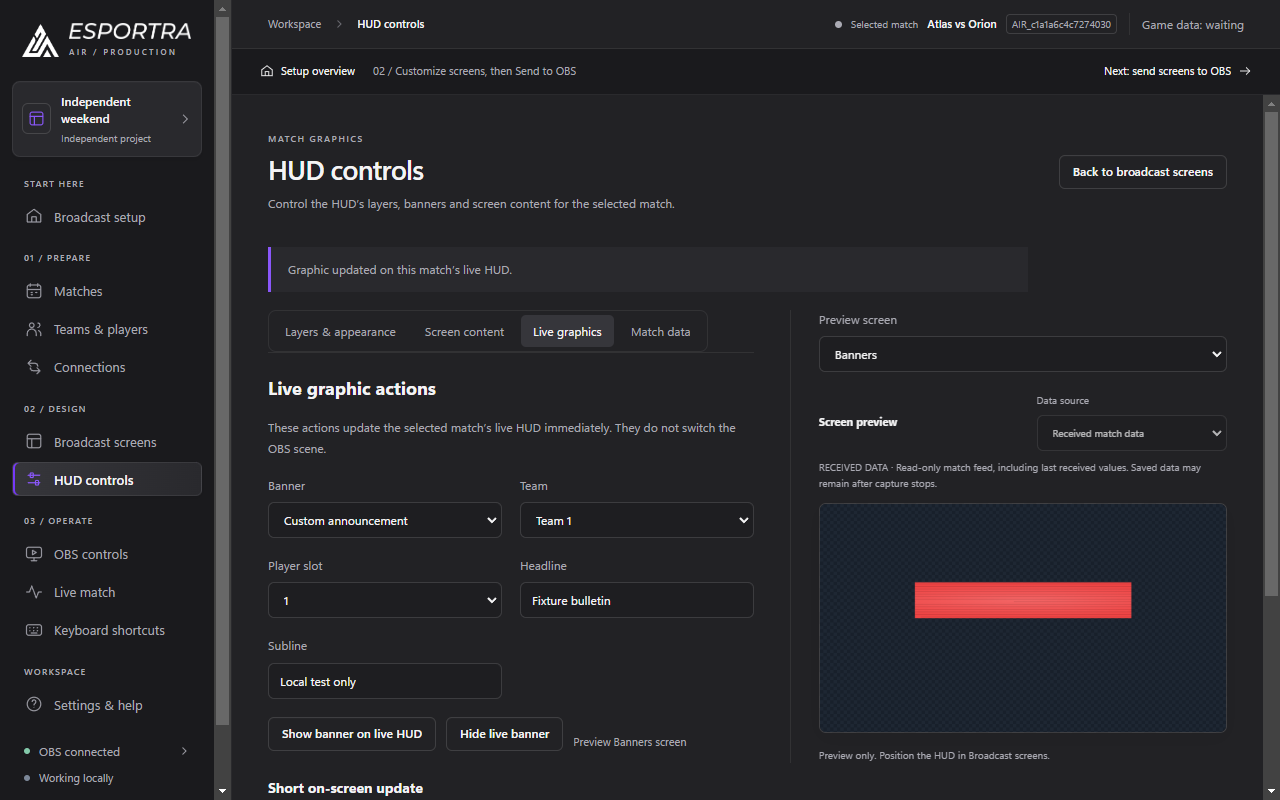 ESPORTRA
AIR / PRODUCTION
Independent
weekend
Independent project
START HERE
Broadcast setup
01 / PREPARE
Matches
Teams & players
Connections
02 / DESIGN
Broadcast screens
HUD controls
03 / OPERATE
OBS controls
Live match
Keyboard shortcuts
WORKSPACE
Settings & help
OBS connected
Working locally
Workspace
HUD controls
Selected match
Atlas vs Orion
AIR_c1a1a6c4c7274030
Game data: waiting
Setup overview
02 / Customize screens, then Send to OBS
Next: send screens to OBS
MATCH GRAPHICS
HUD controls
Control the HUD's layers, banners and screen content for the selected match.
Back to broadcast screens
Graphic updated on this match's live HUD.
Layers & appearance
Screen content
Live graphics
Match data
Live graphic actions
These actions update the selected match's live HUD immediately. They do not switch the
OBS scene.
Banner
Team
Custom announcement
Team 1
Player slot
Headline
1
Fixture bulletin
Subline
Local test only
Show banner on live HUD
Hide live banner
Preview Banners screen
Short on-screen update
Preview screen
Banners
Data source
Screen preview
Received match data
RECEIVED DATA · Read-only match feed, including last received values. Saved data may
remain after capture stops.
Preview only. Position the HUD in Broadcast screens.